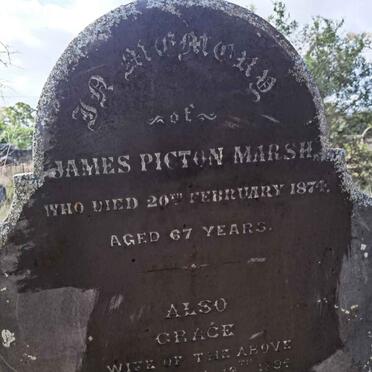 In Memory
of
JAMES PICTON MARSH
WHO DIED 20TH FEBRUARY 1874.
AGED 67 YEARS.
ALSO
GRACE
WIFE OF THE ABOVE